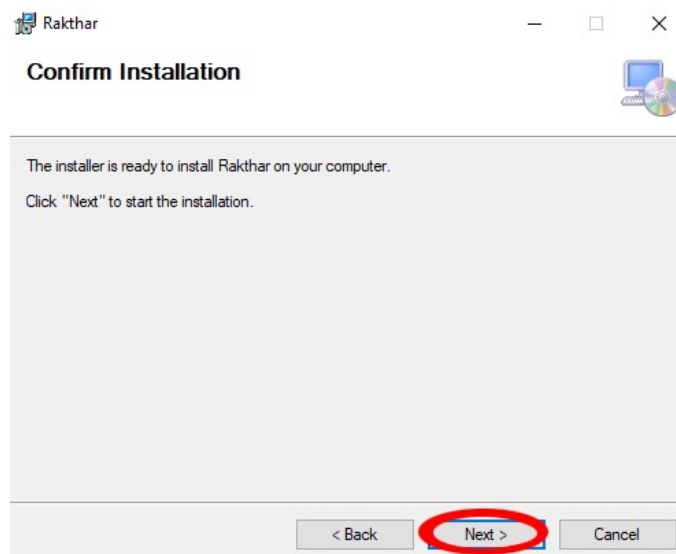 Rakthar
Confirm Installation
The installer is ready to install Rakthar on your computer.
Click "Next" to start the installation.
< Back
Next >
Cancel